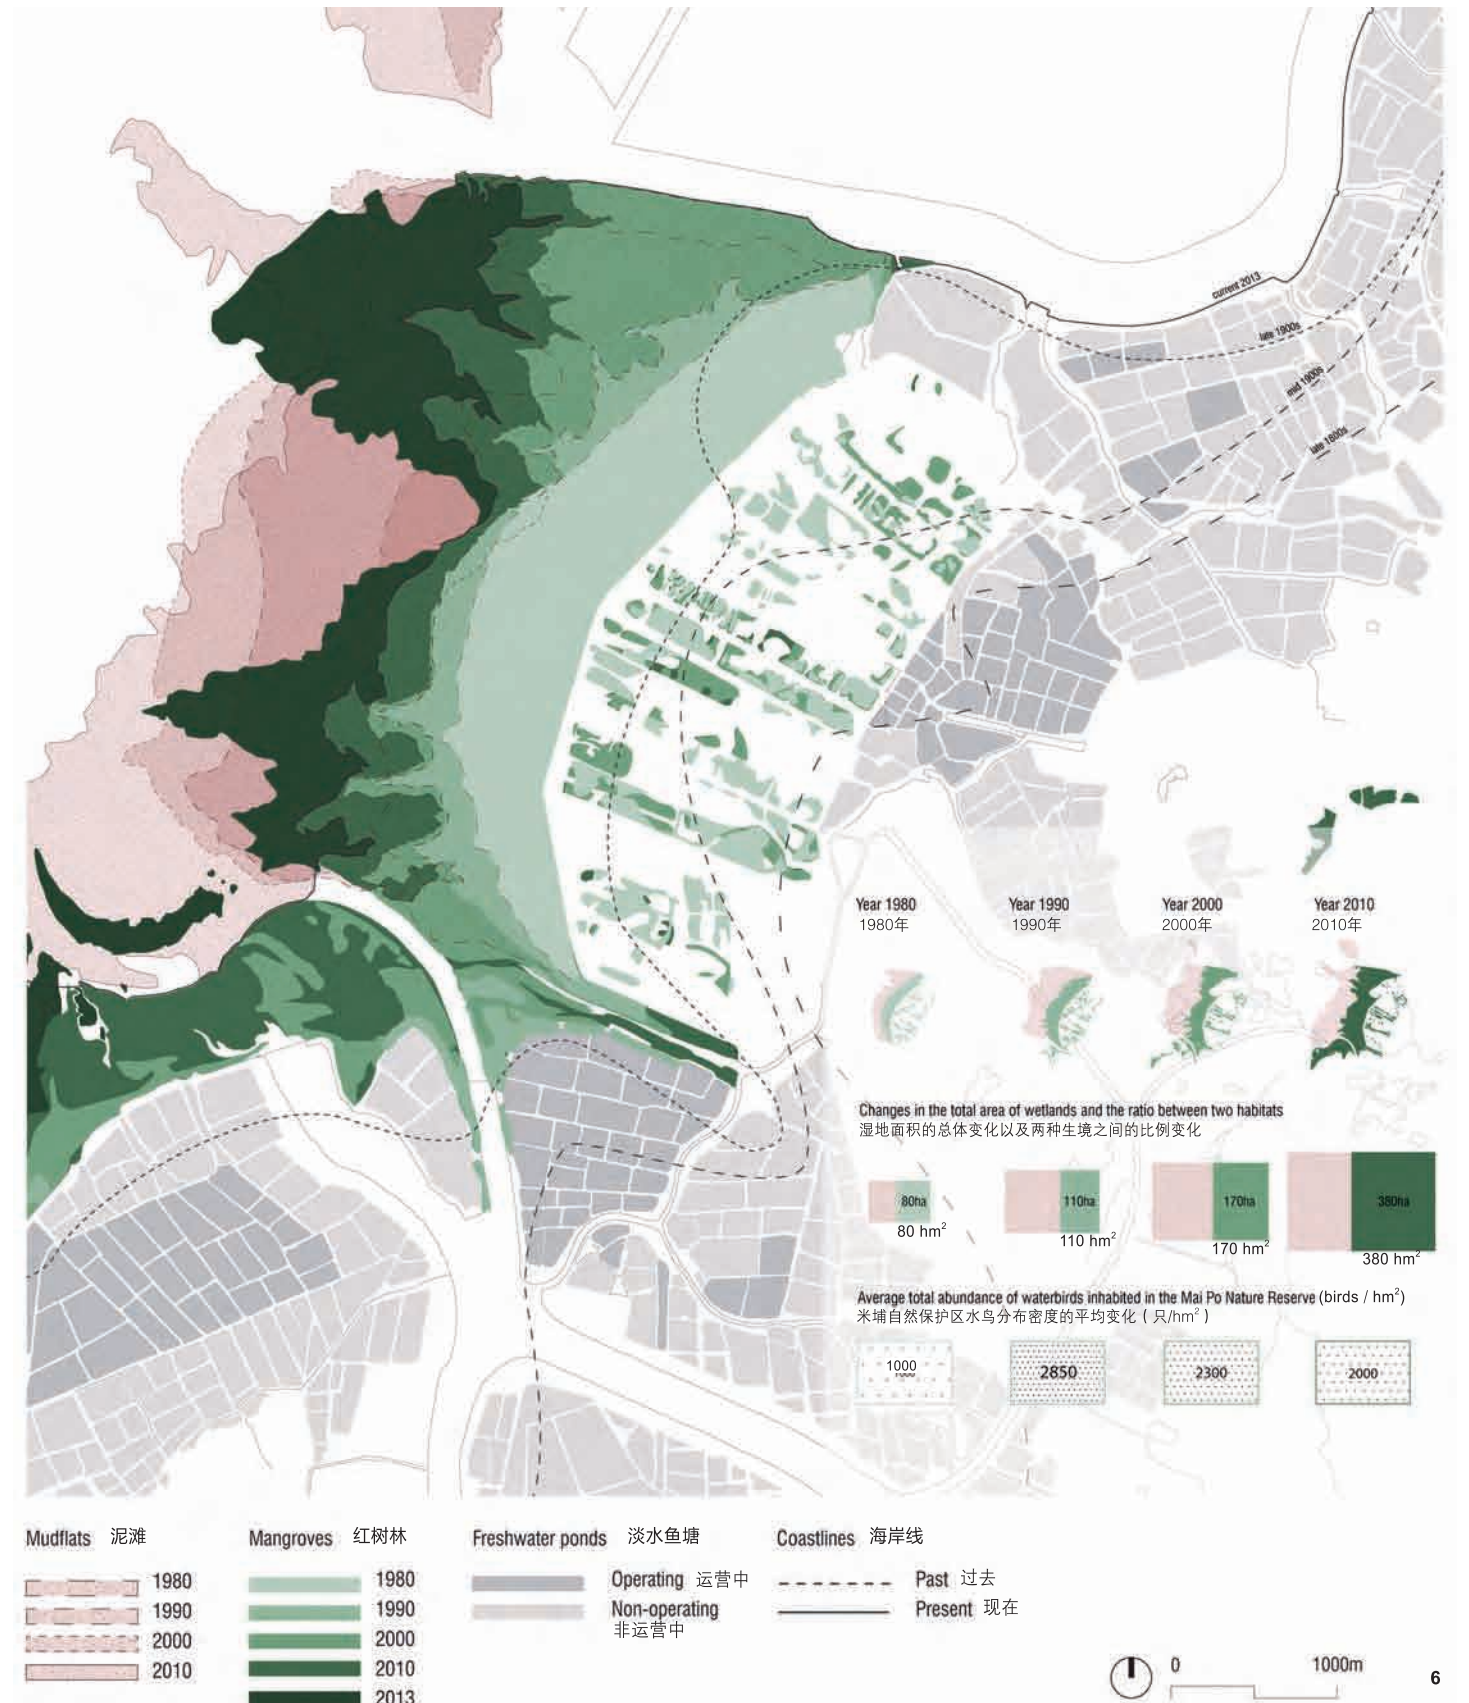 current 2013
late 1900s
mid 1900s
late 1800s
Year 1980
1980年
Year 1990
1990年
Year 2000
2000年
Year 2010
2010年
Changes in the total area of wetlands and the ratio between two habitats
湿地面积的总体变化以及两种生境之间的比例变化
80ha
80 hm²
110ha
110 hm²
170ha
170 hm²
380ha
380 hm²
Average total abundance of waterbirds inhabited in the Mai Po Nature Reserve (birds / hm²)
米埔自然保护区水鸟分布密度的平均变化（只/hm²）
1000
2850
2300
2000
Mudflats 泥滩
1980
1990
2000
2010
Mangroves 红树林
1980
1990
2000
2010
2013
Freshwater ponds 淡水鱼塘
Operating 运营中
Non-operating
非运营中
Coastlines 海岸线
Past 过去
Present 现在
0 1000m
6